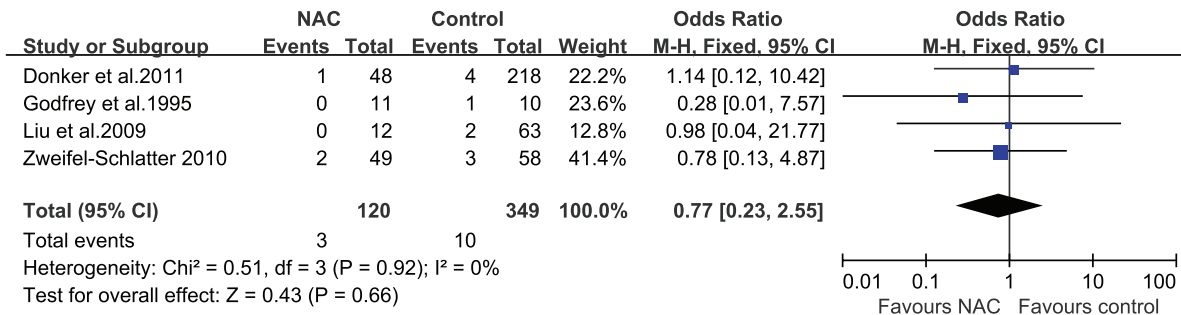 NAC Control Odds Ratio Odds Ratio
Study or Subgroup Events Total Events Total Weight M-H, Fixed, 95% CI M-H, Fixed, 95% CI
Donker et al.2011 1 48 4 218 22.2% 1.14 [0.12, 10.42]
Godfrey et al.1995 0 11 1 10 23.6% 0.28 [0.01, 7.57]
Liu et al.2009 0 12 2 63 12.8% 0.98 [0.04, 21.77]
Zweifel-Schlatter 2010 2 49 3 58 41.4% 0.78 [0.13, 4.87]
Total (95% CI) 120 349 100.0% 0.77 [0.23, 2.55]
Total events 3 10
Heterogeneity: Chi² = 0.51, df = 3 (P = 0.92); I² = 0%
Test for overall effect: Z = 0.43 (P = 0.66)
0.01 0.1 1 10 100
Favours NAC Favours control